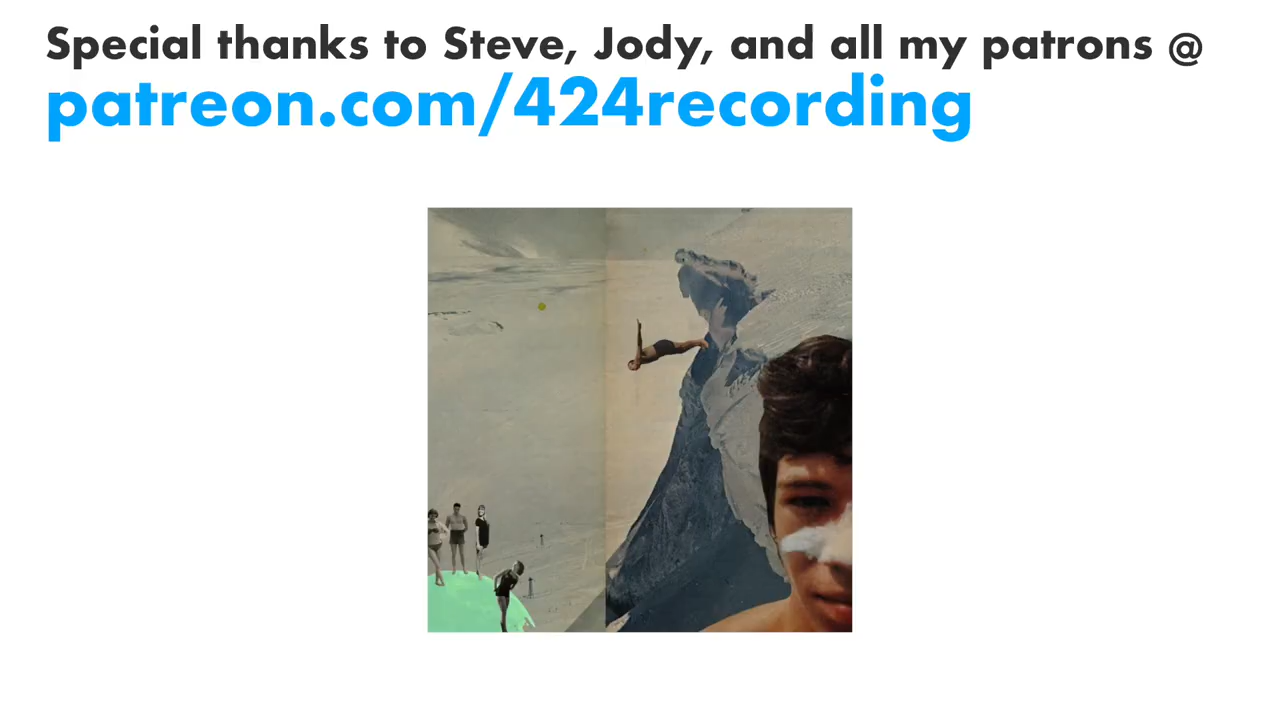 Special thanks to Steve, Jody, and all my patrons @
patreon.com/424recording